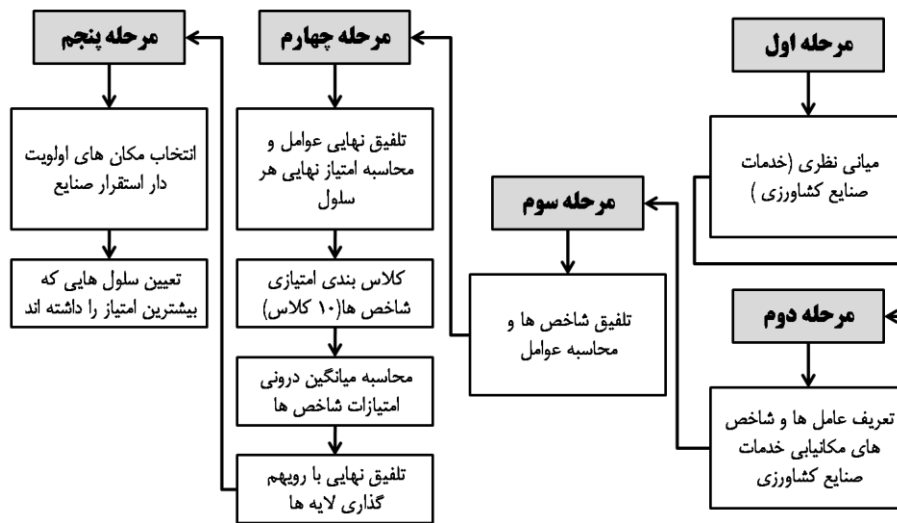 مرحله اول
میانی نظری (خدمات
صنایع کشاورزی )
مرحله دوم
تعریف عامل ها و شاخص
های مکانیابی خدمات
صنایع کشاورزی
مرحله سوم
تلفیق شاخص ها و
محاسبه عوامل
مرحله چهارم
تلفیق نهایی عوامل و
محاسبه امتیاز نهایی هر
سلول
کلاس بندی امتیازی
شاخص ها(۱۰ کلاس)
محاسبه میانگین درونی
امتیازات شاخص ها
تلفیق نهایی با رویهم
گذاری لایه ها
مرحله پنجم
انتخاب مکان های اولویت
دار استقرار صنایع
تعیین سلول هایی که
بیشترین امتیاز را داشته اند